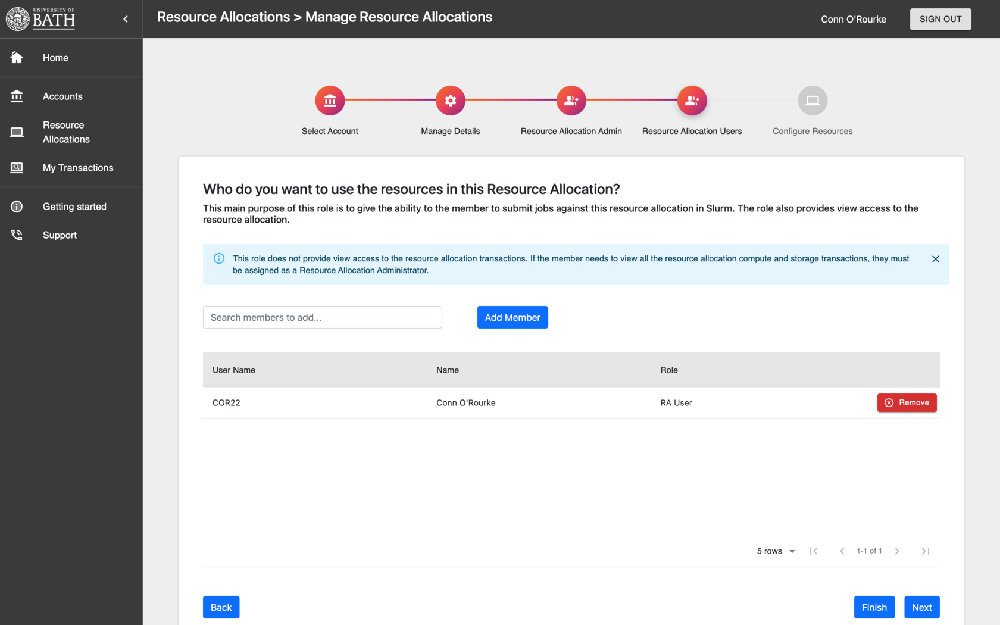 UNIVERSITY OF
BATH
Resource Allocations > Manage Resource Allocations
Conn O'Rourke
SIGN OUT
Home
Accounts
Resource
Allocations
My Transactions
Getting started
Support
Select Account
Manage Details
Resource Allocation Admin
Resource Allocation Users
Configure Resources
Who do you want to use the resources in this Resource Allocation?
This main purpose of this role is to give the ability to the member to submit jobs against this resource allocation in Slurm. The role also provides view access to the
resource allocation.
This role does not provide view access to the resource allocation transactions. If the member needs to view all the resource allocation compute and storage transactions, they must
be assigned as a Resource Allocation Administrator.
Search members to add...
Add Member
User Name Name Role
COR22 Conn O'Rourke RA User Remove
5 rows 1-1 of 1
Back Finish Next